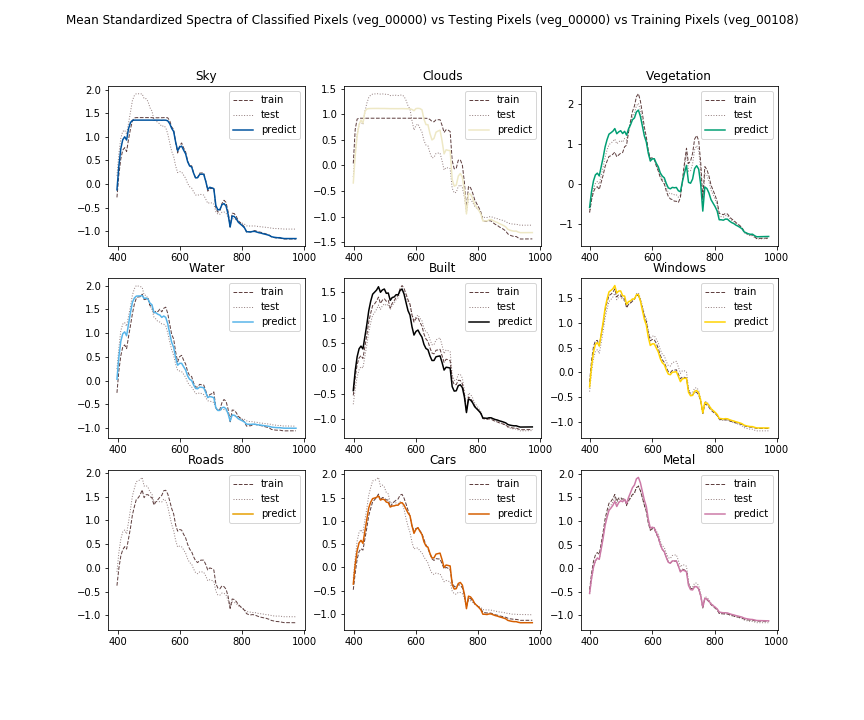 Mean Standardized Spectra of Classified Pixels (veg_00000) vs Testing Pixels (veg_00000) vs Training Pixels (veg_00108)
Sky
2.0
1.5
1.0
0.5
0.0
−0.5
−1.0
400
600
800
1000
train
test
predict
Clouds
1.5
1.0
0.5
0.0
−0.5
−1.0
−1.5
400
600
800
1000
train
test
predict
Vegetation
2
1
0
−1
400
600
800
1000
train
test
predict
Water
2.0
1.5
1.0
0.5
0.0
−0.5
−1.0
400
600
800
1000
train
test
predict
Built
1.5
1.0
0.5
0.0
−0.5
−1.0
400
600
800
1000
train
test
predict
Windows
1.5
1.0
0.5
0.0
−0.5
−1.0
400
600
800
1000
train
test
predict
Roads
2.0
1.5
1.0
0.5
0.0
−0.5
−1.0
400
600
800
1000
train
test
predict
Cars
2.0
1.5
1.0
0.5
0.0
−0.5
−1.0
400
600
800
1000
train
test
predict
Metal
2.0
1.5
1.0
0.5
0.0
−0.5
−1.0
400
600
800
1000
train
test
predict